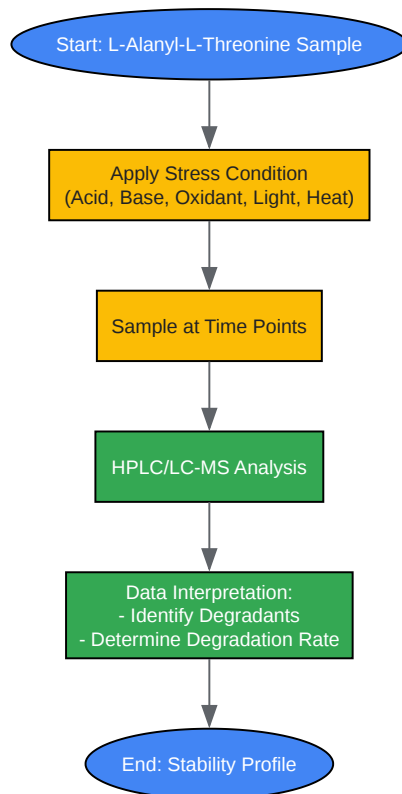 Start: L-Alanyl-L-Threonine Sample
Apply Stress Condition
(Acid, Base, Oxidant, Light, Heat)
Sample at Time Points
HPLC/LC-MS Analysis
Data Interpretation:
- Identify Degradants
- Determine Degradation Rate
End: Stability Profile